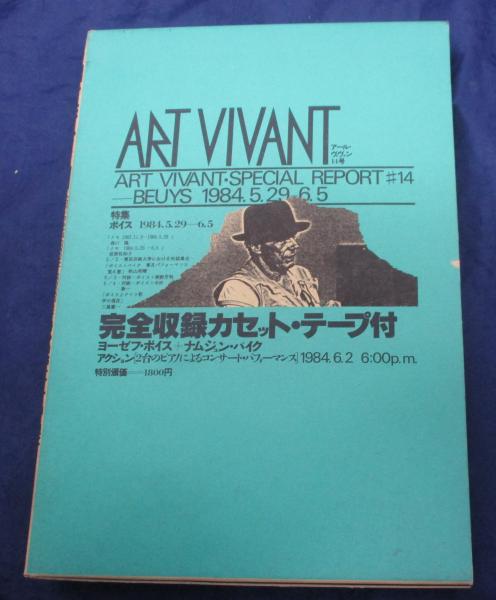 ART VIVANT
アール・
ヴィヴァン
14号
ART VIVANT・SPECIAL REPORT #14
—BEUYS 1984.5.29—6.5
特集
ボイス 1984.5.29—6.5
完全収録カセット・テープ付
ヨーゼフ・ボイス+ナムジュン・パイク
アクション[2台のピアノによるコンサート・パフォーマンス]1984.6.2 6:00p.m.
特別頒価——1800円